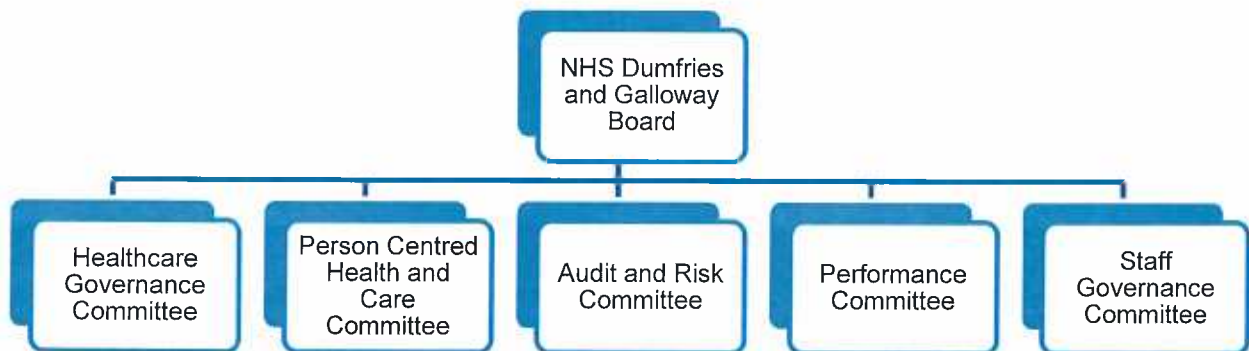 NHS Dumfries
and Galloway
Board
Healthcare
Governance
Committee
Person Centred
Health and
Care
Committee
Audit and Risk
Committee
Performance
Committee
Staff
Governance
Committee